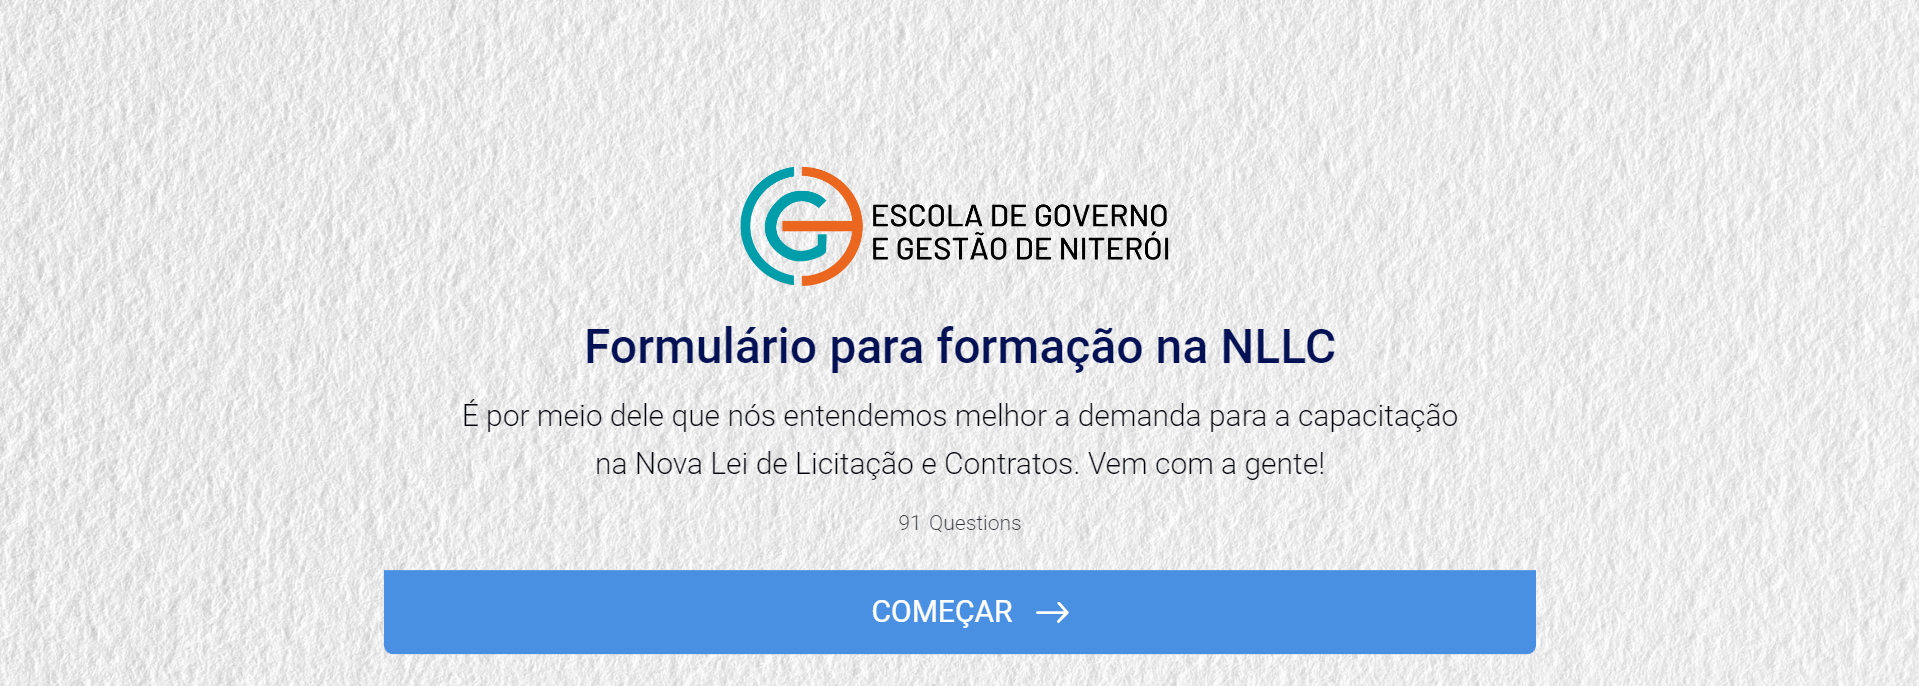 ESCOLA DE GOVERNO
E GESTÃO DE NITERÓI
Formulário para formação na NLLC
É por meio dele que nós entendemos melhor a demanda para a capacitação
na Nova Lei de Licitação e Contratos. Vem com a gente!
91 Questions
COMEÇAR